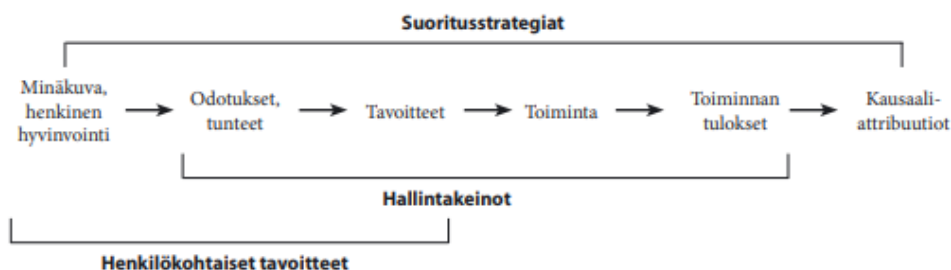 Suoritusstrategiat
Minäkuva,
henkinen
hyvinvointi
Odotukset,
tunteet
Tavoitteet
Toiminta
Toiminnan
tulokset
Kausaali-
attribuutiot
Hallintakeinot
Henkilökohtaiset tavoitteet